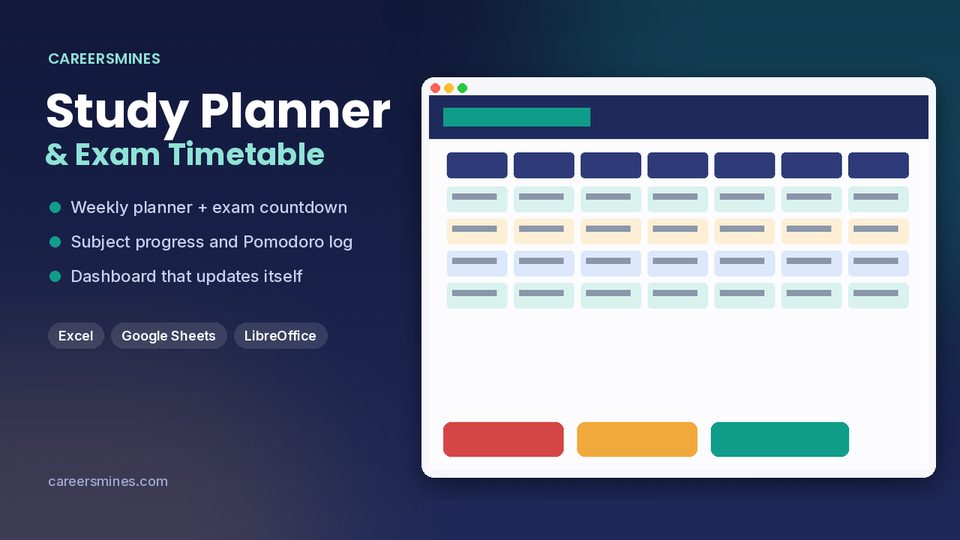 CAREERSMINES
Study Planner
& Exam Timetable
Weekly planner + exam countdown
Subject progress and Pomodoro log
Dashboard that updates itself
Excel Google Sheets LibreOffice
careersmines.com